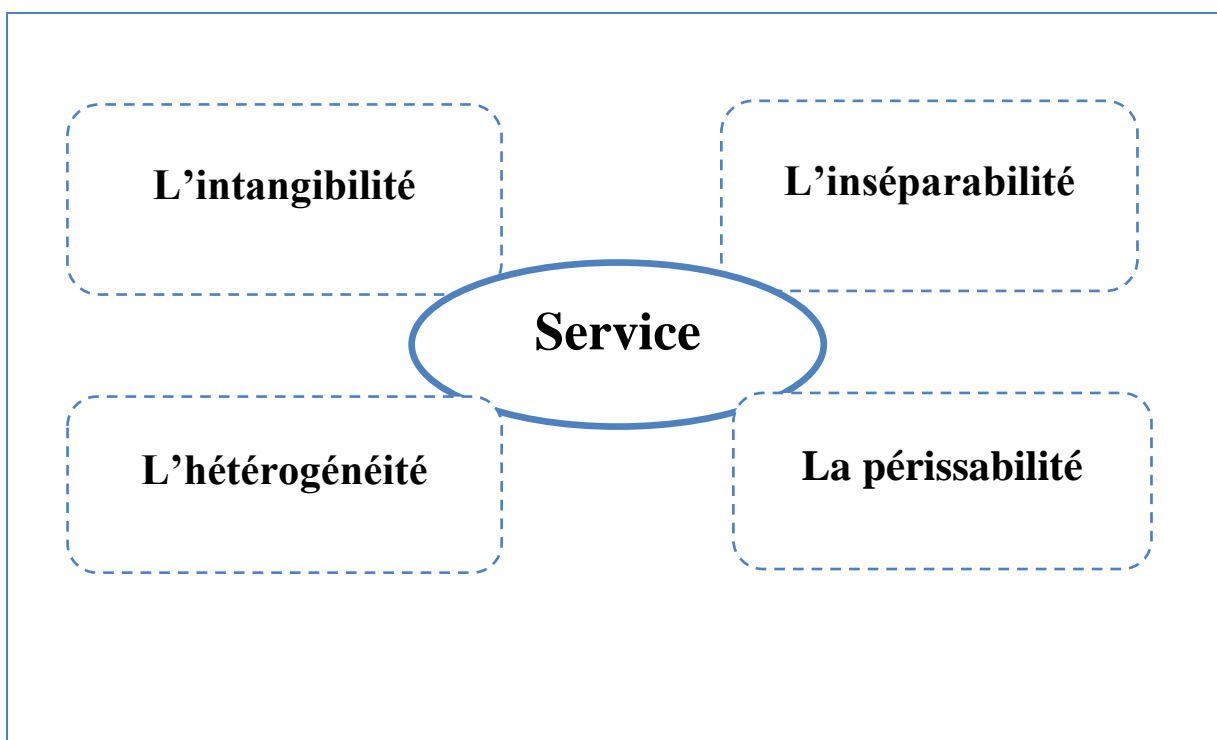 L’intangibilité
L’inséparabilité
Service
L’hétérogénéité
La périssabilité